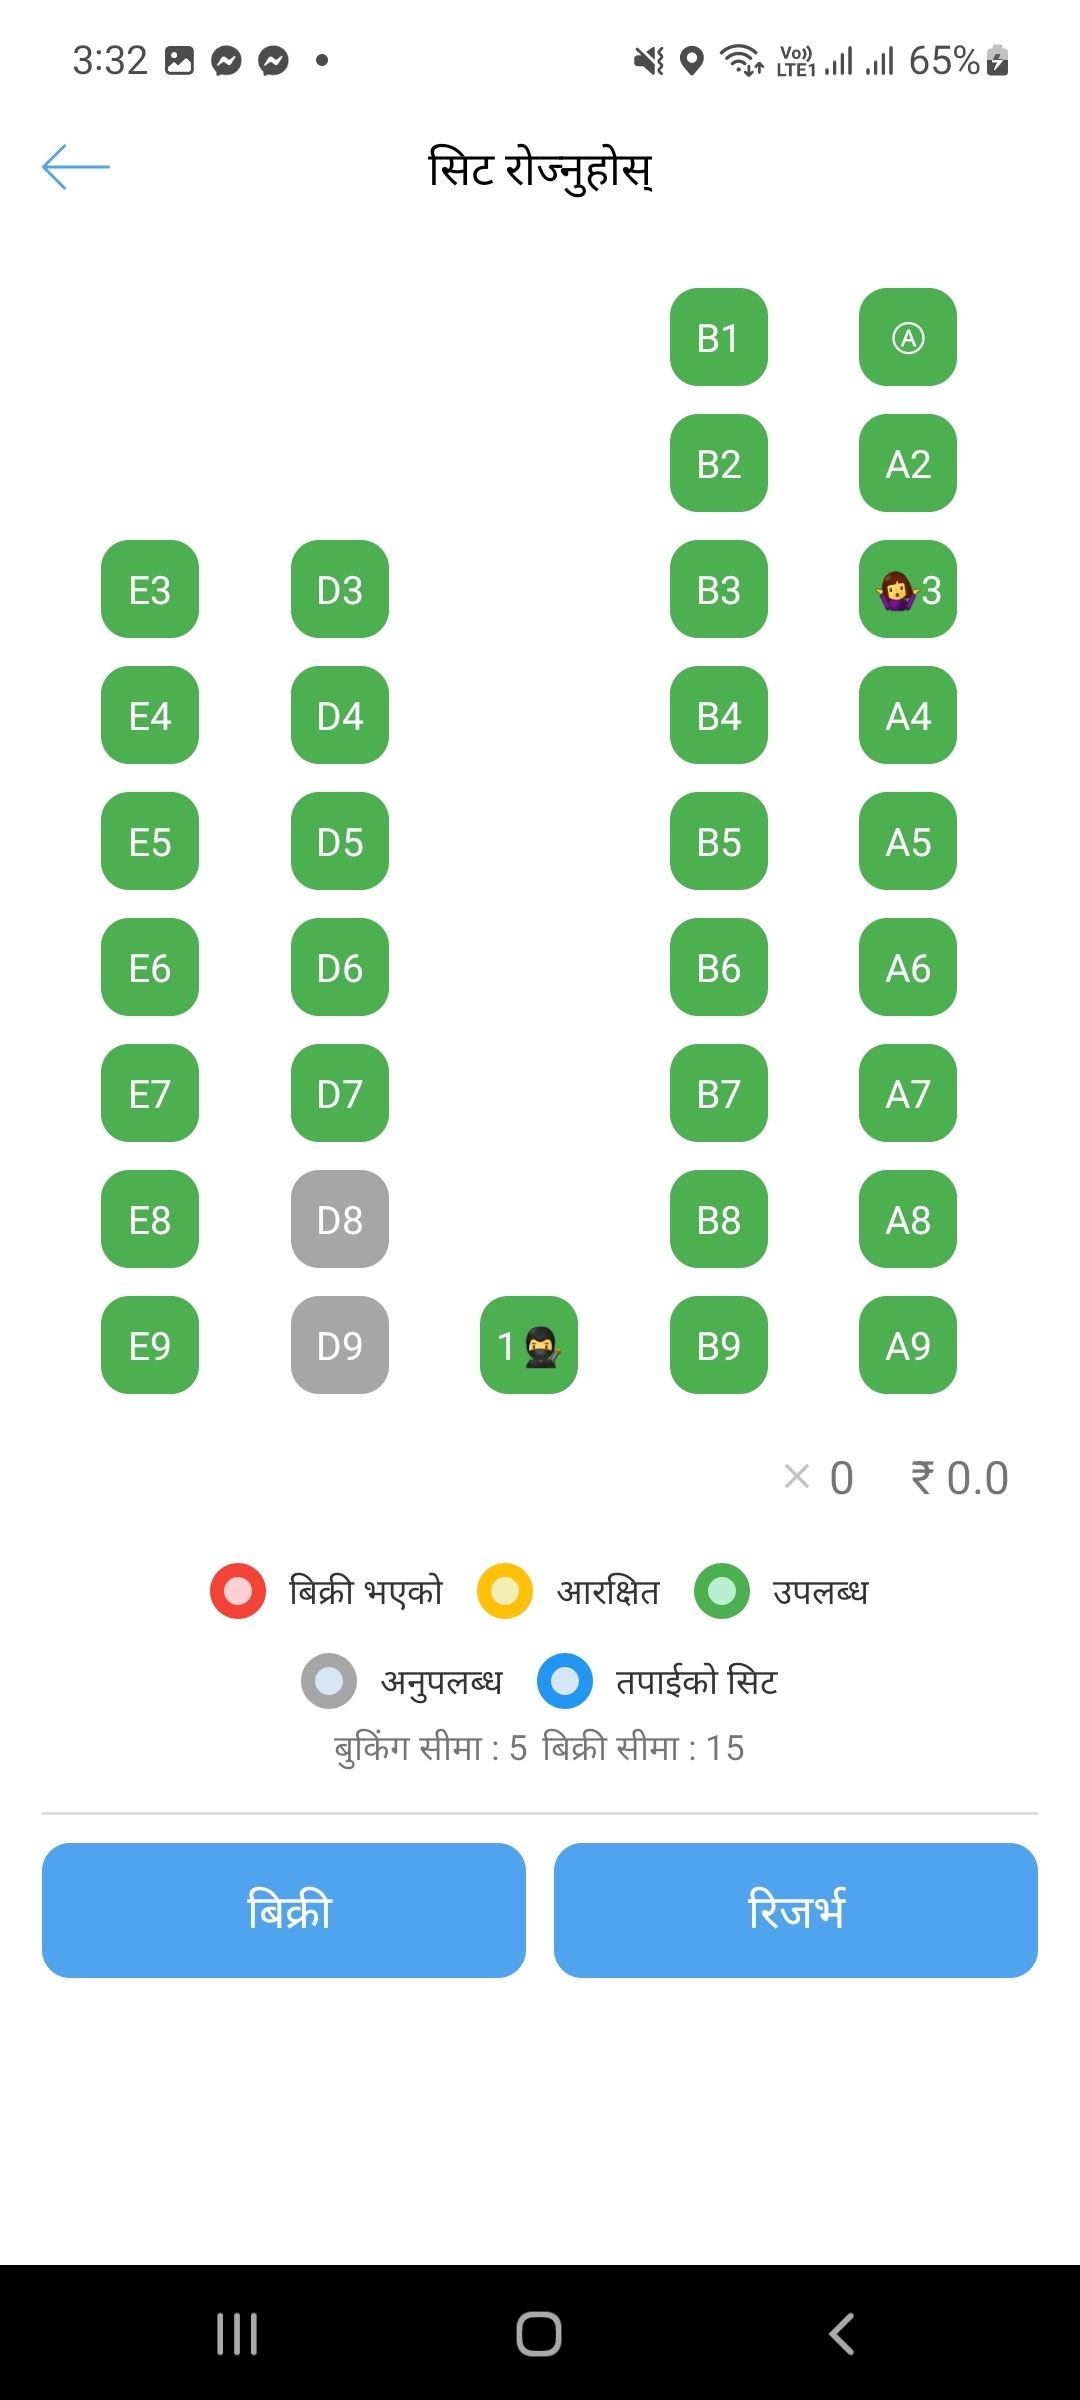 3:32 Vo)) LTE1 65%
सिट रोज्नुहोस्
B1 Ⓐ
B2 A2
E3 D3 B3 🤷‍♀️3
E4 D4 B4 A4
E5 D5 B5 A5
E6 D6 B6 A6
E7 D7 B7 A7
E8 D8 B8 A8
E9 D9 1🥷 B9 A9
× 0 ₹ 0.0
बिक्री भएको आरक्षित उपलब्ध
अनुपलब्ध तपाईको सिट
बुकिंग सीमा : 5 बिक्री सीमा : 15
बिक्री रिजर्भ